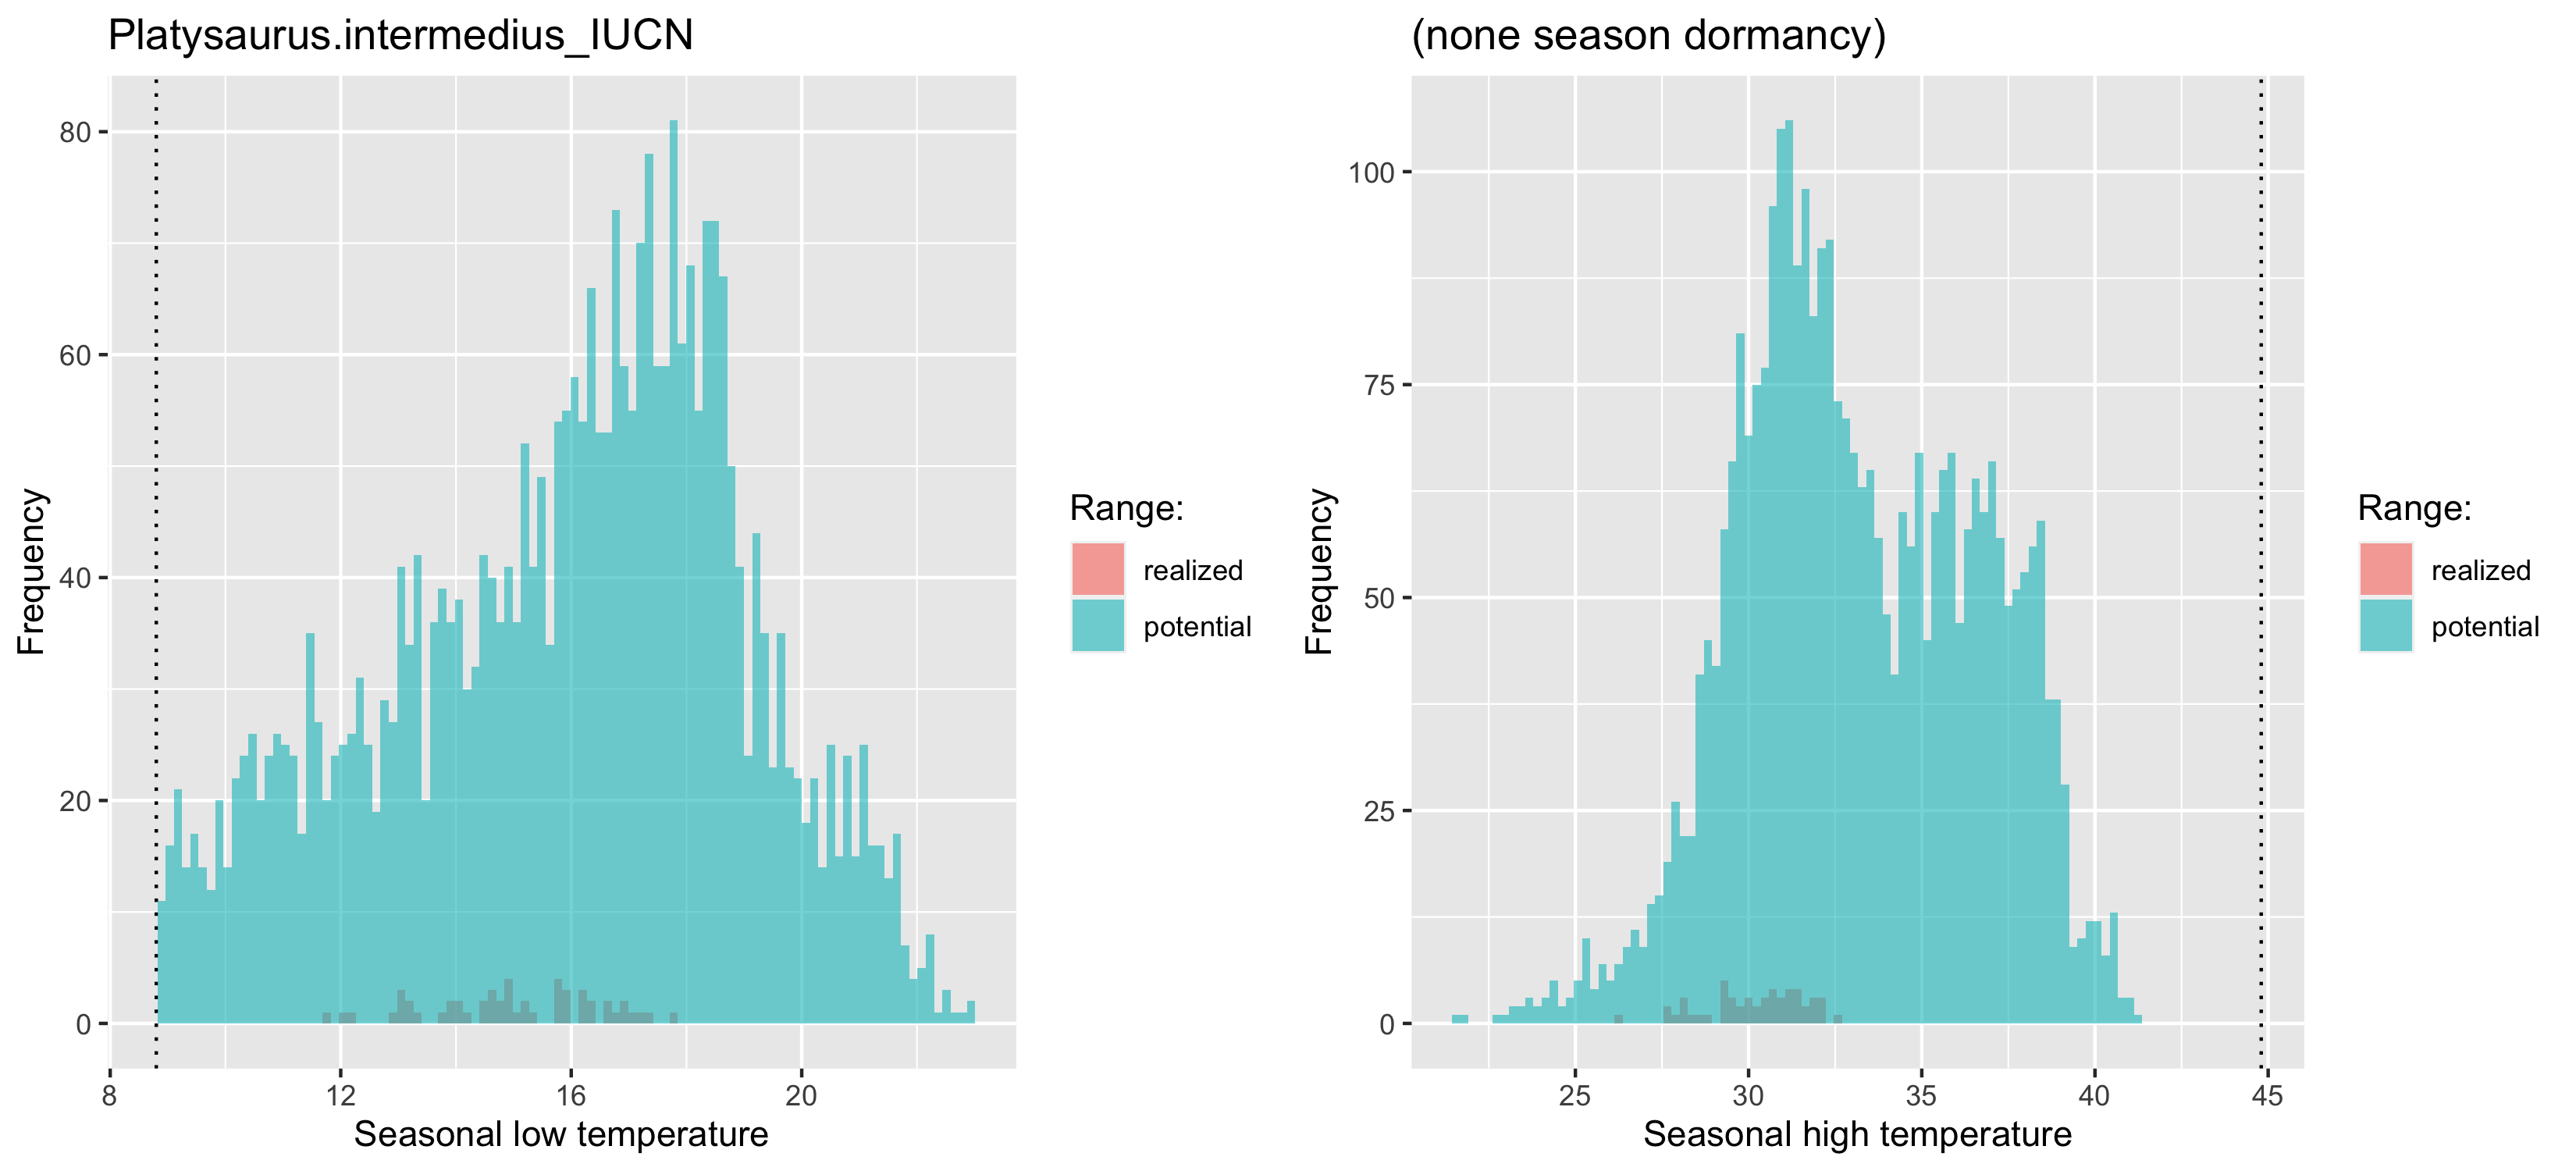 Platysaurus.intermedius_IUCN
80
60
40
20
0
8
12
16
20
Frequency
Seasonal low temperature
Range:
realized
potential
(none season dormancy)
100
75
50
25
0
25
30
35
40
45
Frequency
Seasonal high temperature
Range:
realized
potential